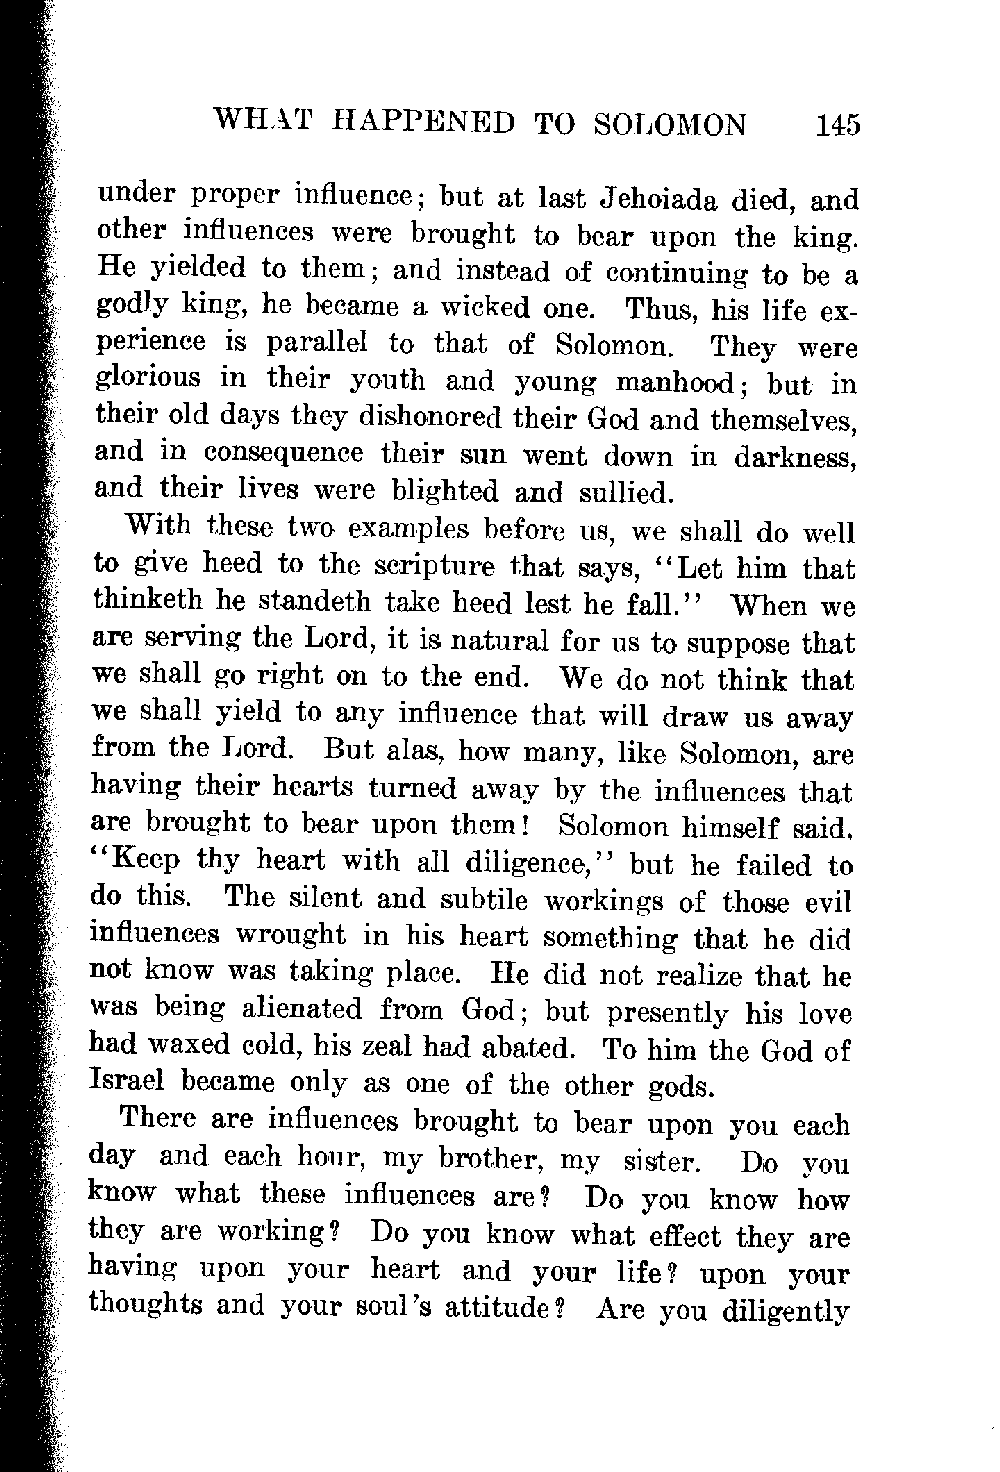 WHAT HAPPENED TO SOLOMON 145
under proper influence; but at last Jehoiada died, and
other influences were brought to bear upon the king.
He yielded to them; and instead of continuing to be a
godly king, he became a wicked one. Thus, his life ex-
perience is parallel to that of Solomon. They were
glorious in their youth and young manhood; but in
their old days they dishonored their God and themselves,
and in consequence their sun went down in darkness,
and their lives were blighted and sullied.
With these two examples before us, we shall do well
to give heed to the scripture that says, "Let him that
thinketh he standeth take heed lest he fall." When we
are serving the Lord, it is natural for us to suppose that
we shall go right on to the end. We do not think that
we shall yield to any influence that will draw us away
from the Lord. But alas, how many, like Solomon, are
having their hearts turned away by the influences that
are brought to bear upon them! Solomon himself said,
"Keep thy heart with all diligence," but he failed to
do this. The silent and subtile workings of those evil
influences wrought in his heart something that he did
not know was taking place. He did not realize that he
was being alienated from God; but presently his love
had waxed cold, his zeal had abated. To him the God of
Israel became only as one of the other gods.
There are influences brought to bear upon you each
day and each hour, my brother, my sister. Do you
know what these influences are? Do you know how
they are working? Do you know what effect they are
having upon your heart and your life? upon your
thoughts and your soul's attitude? Are you diligently